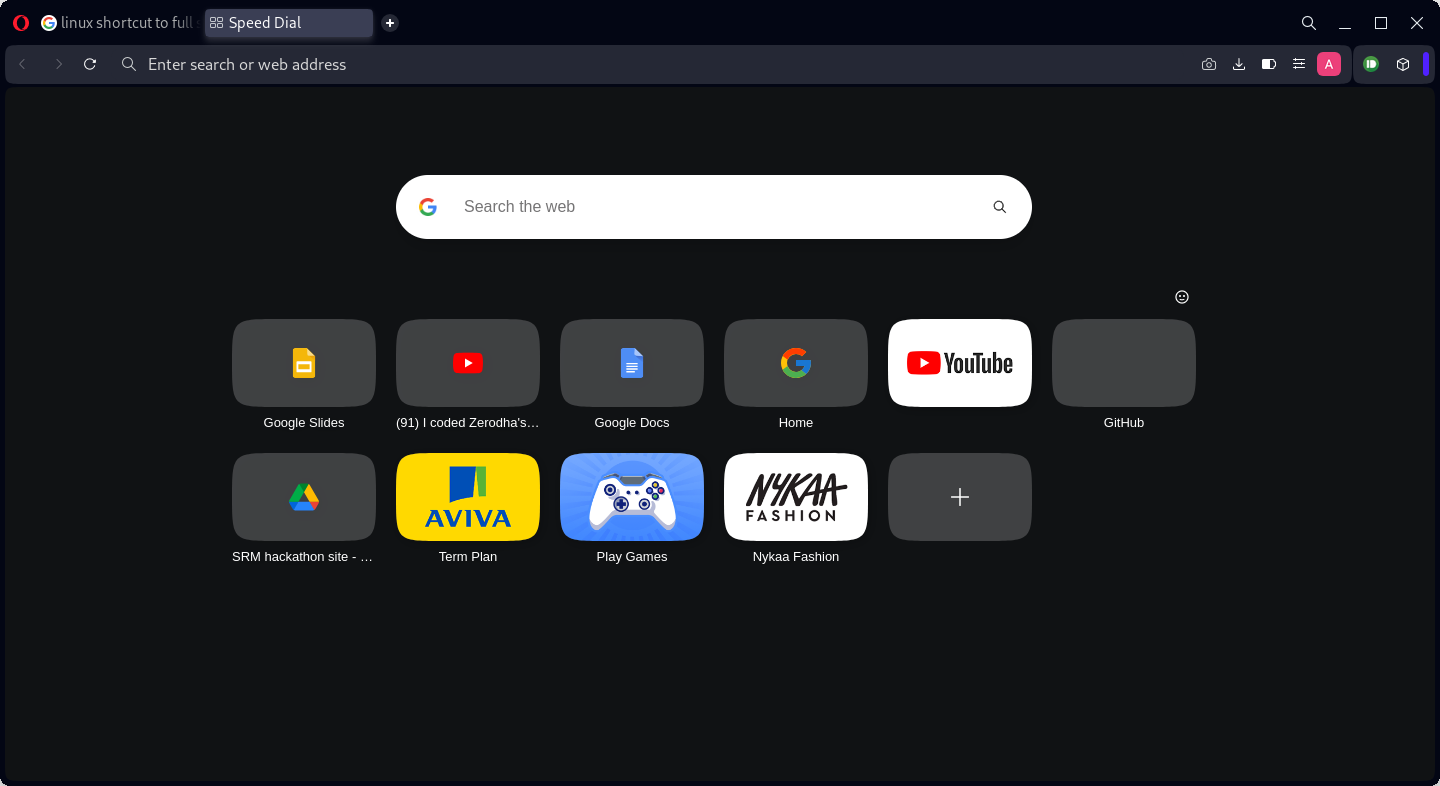 linux shortcut to full
Speed Dial
Enter search or web address
A
Search the web
YouTube
Google Slides
(91) I coded Zerodha's…
Google Docs
Home
GitHub
AVIVA
NYKAA
FASHION
SRM hackathon site - …
Term Plan
Play Games
Nykaa Fashion